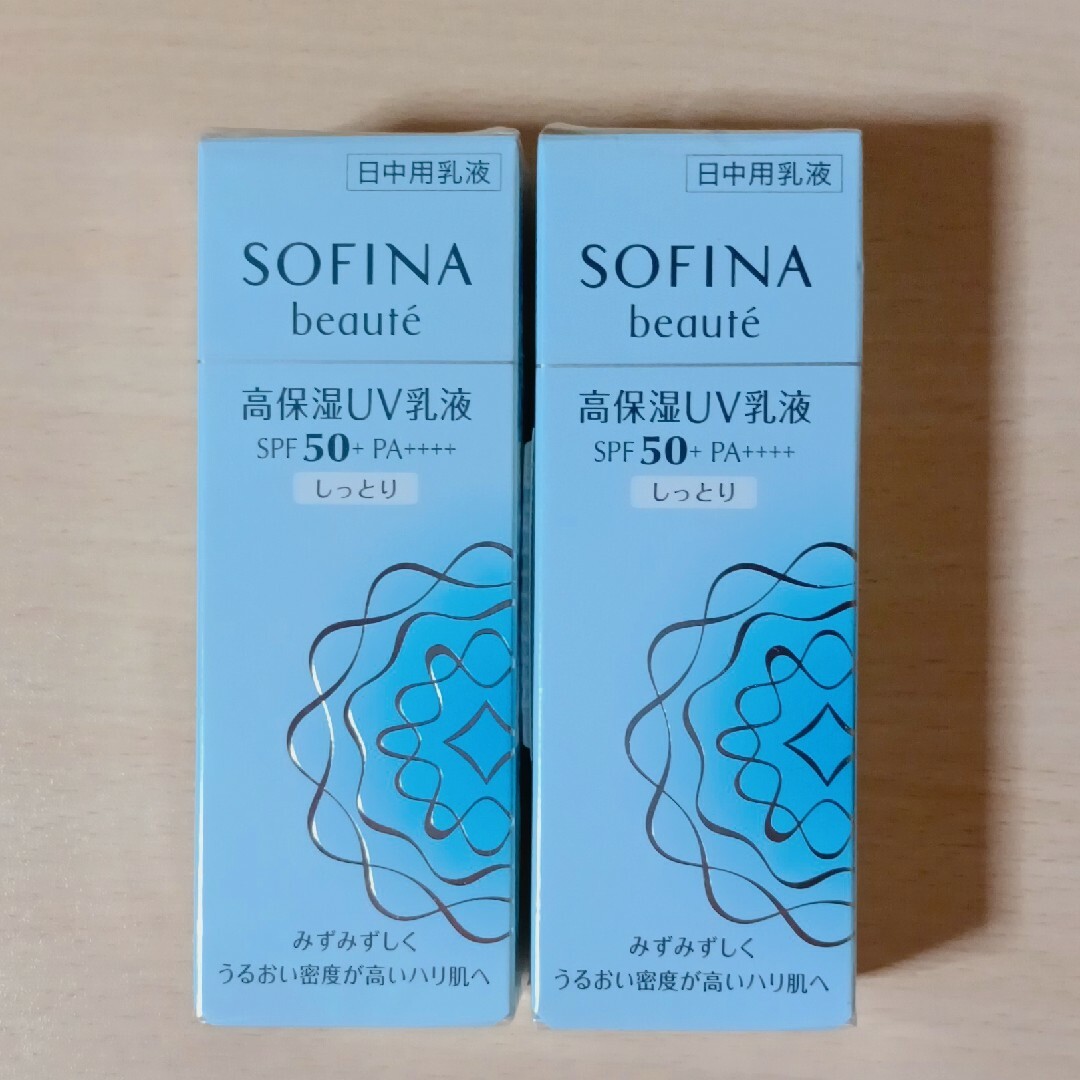 日中用乳液
SOFINA
beauté
高保湿UV乳液
SPF 50+ PA++++
しっとり
みずみずしく
うるおい密度が高いハリ肌へ
日中用乳液
SOFINA
beauté
高保湿UV乳液
SPF 50+ PA++++
しっとり
みずみずしく
うるおい密度が高いハリ肌へ